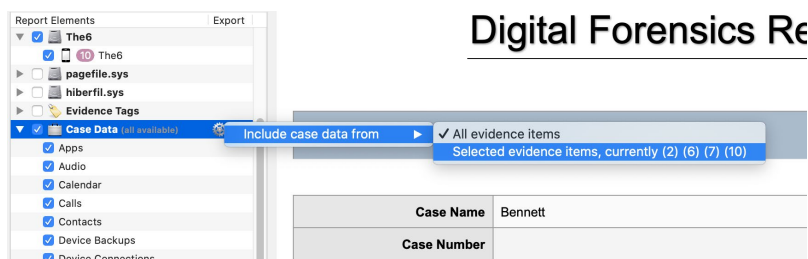 Report Elements Export
The6
10 The6
pagefile.sys
hiberfil.sys
Evidence Tags
Case Data (all available)
Apps
Audio
Calendar
Calls
Contacts
Device Backups
Device Connections
Include case data from
All evidence items
Selected evidence items, currently (2) (6) (7) (10)
Digital Forensics Re
Case Name Bennett
Case Number